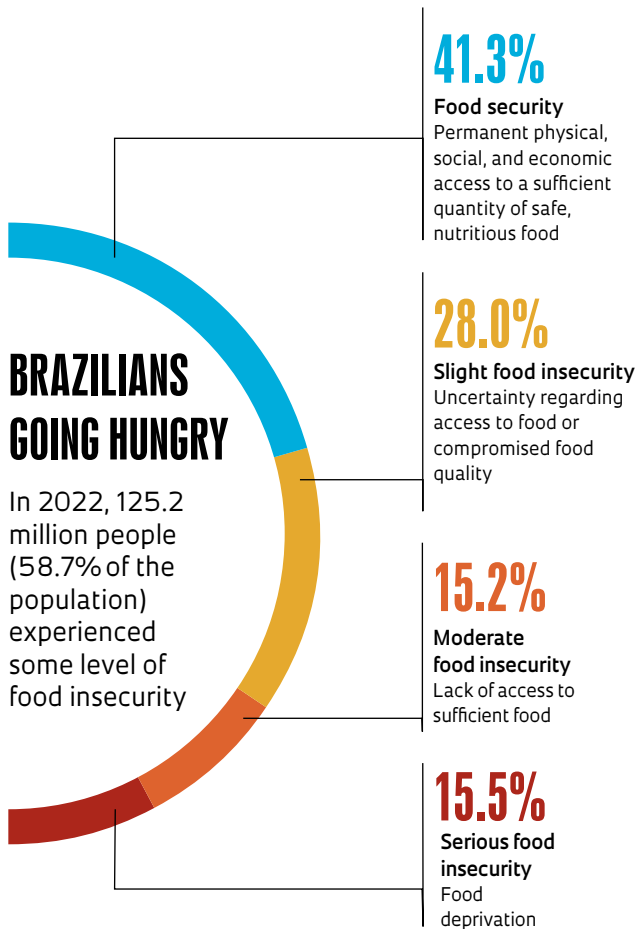 BRAZILIANS
GOING HUNGRY
In 2022, 125.2
million people
(58.7% of the
population)
experienced
some level of
food insecurity
41.3%
Food security
Permanent physical,
social, and economic
access to a sufficient
quantity of safe,
nutritious food
28.0%
Slight food insecurity
Uncertainty regarding
access to food or
compromised food
quality
15.2%
Moderate
food insecurity
Lack of access to
sufficient food
15.5%
Serious food
insecurity
Food
deprivation